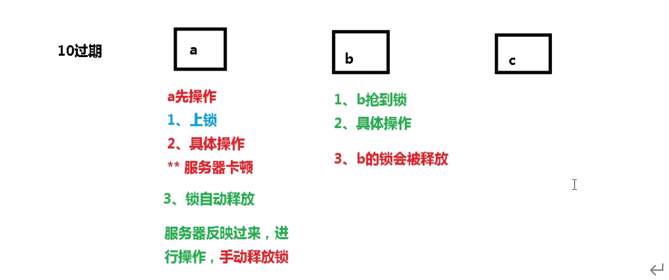 10过期
a
b
c
a先操作
1、上锁
2、具体操作
** 服务器卡顿
3、锁自动释放
服务器反映过来，进
行操作，手动释放锁
1、b抢到锁
2、具体操作
3、b的锁会被释放